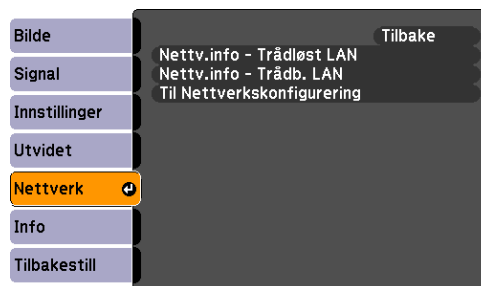 Bilde
Signal
Innstillinger
Utvidet
Nettverk
Info
Tilbakestill
Tilbake
Nettv.info - Trådløst LAN
Nettv.info - Trådb. LAN
Til Nettverkskonfigurering